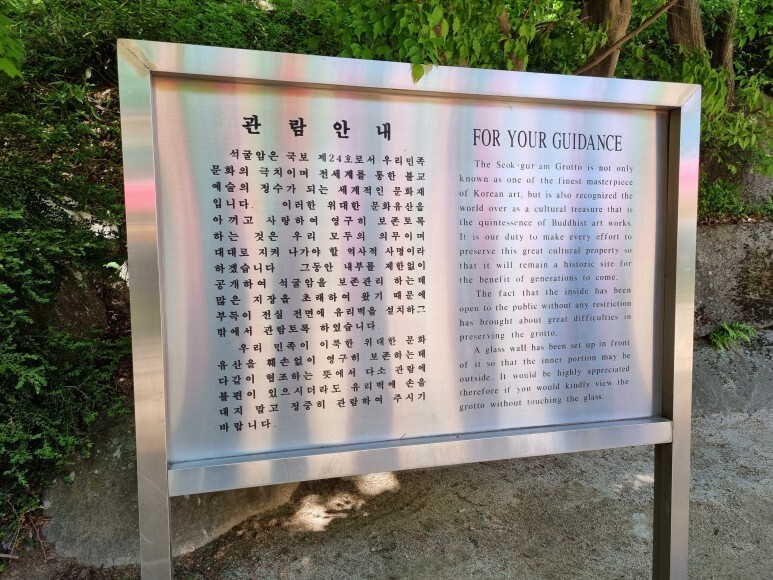 관 람 안 내
석굴암은 국보 제24호로서 우리민족
문화의 극치이며 전세계를 통한 불교
예술의 정수가 되는 세계적인 문화재
입니다. 이러한 위대한 문화유산을
아끼고 사랑하여 영구히 보존토록
하는 것은 우리 모두의 의무이며
대대로 지켜 나가야 할 역사적 사명이라
하겠습니다 그동안 내부를 제한없이
공개하여 석굴암을 보존관리 하는데
많은 지장을 초래하여 왔기 때문에
부득이 전실 전면에 유리벽을 설치하고
밖에서 관람토록 하였습니다.
우리 민족이 이룩한 위대한 문화
유산을 훼손없이 영구히 보존하는데
다같이 협조하는 뜻에서 다소 관람에
불편이 있으시더라도 유리벽에 손을
대지 말고 정중히 관람하여 주시기
바랍니다.
FOR YOUR GUIDANCE
The Seok-gur-am Grotto is not only
known as one of the finest masterpiece
of Korean art, but is also recognized the
world over as a cultural treasure that is
the quintessence of Buddhist art works.
It is our duty to make every effort to
preserve this great cultural property so
that it will remain a historic site for
the benefit of generations to come.
The fact that the inside has been
open to the public without any restriction
has brought about great difficulties in
preserving the grotto.
A glass wall has been set up in front
of it so that the inner portion may be
outside. It would be highly appreciated
therefore if you would kindly view the
grotto without touching the glass.